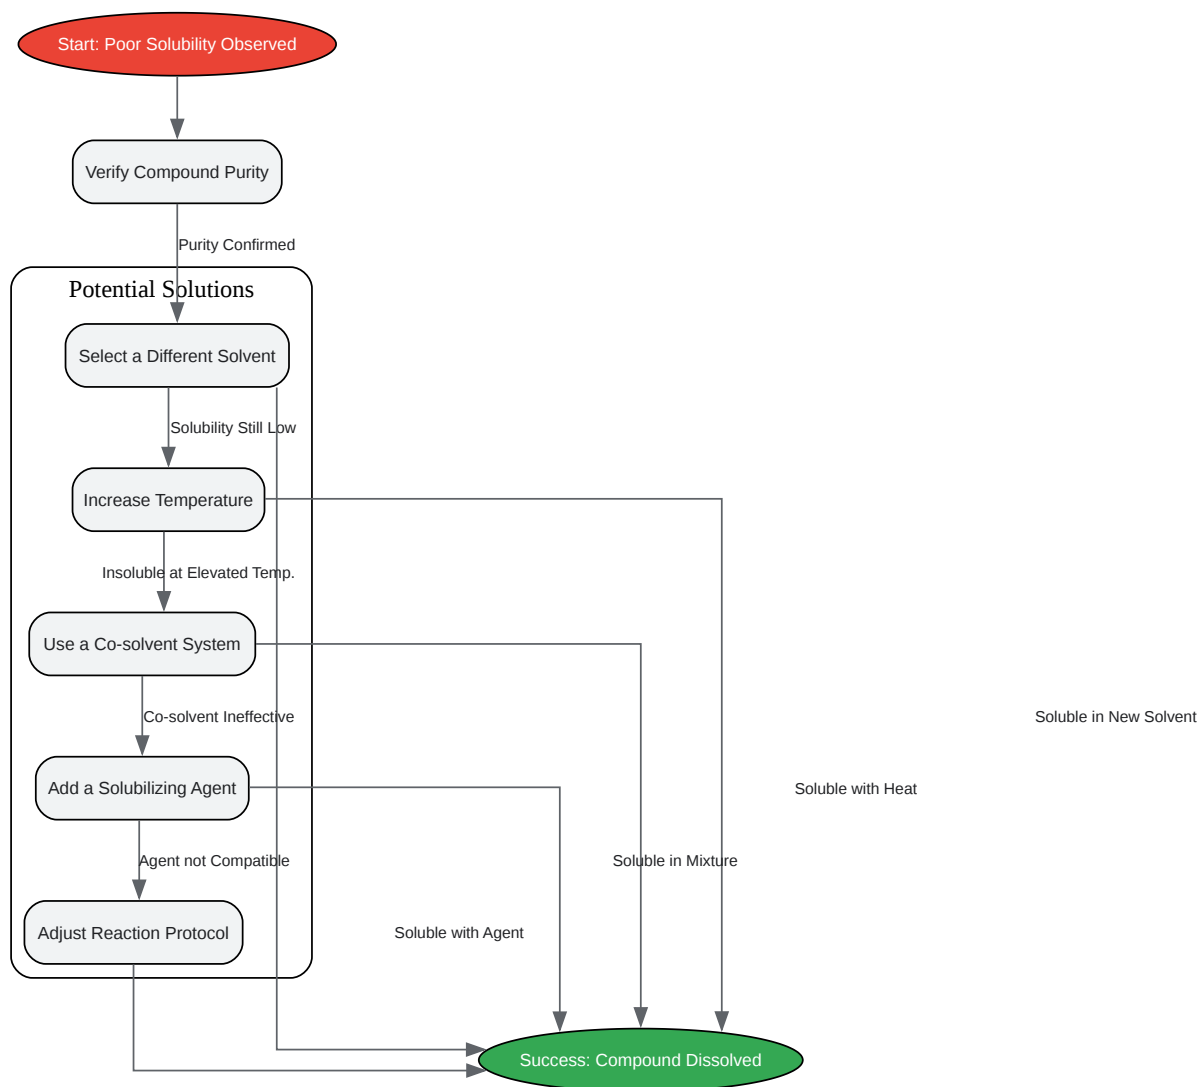 Start: Poor Solubility Observed
Verify Compound Purity
Purity Confirmed
Potential Solutions
Select a Different Solvent
Solubility Still Low
Increase Temperature
Insoluble at Elevated Temp.
Use a Co-solvent System
Co-solvent Ineffective
Soluble in New Solvent
Add a Solubilizing Agent
Soluble with Heat
Agent not Compatible
Soluble in Mixture
Adjust Reaction Protocol
Soluble with Agent
Success: Compound Dissolved